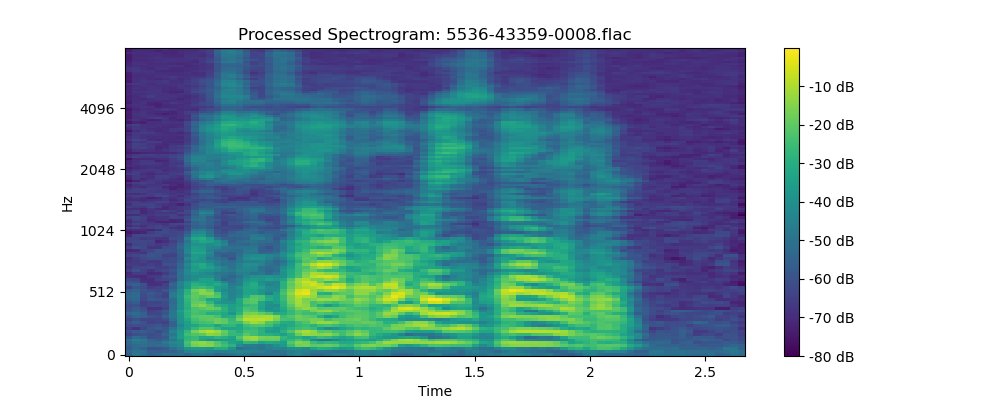 Processed Spectrogram: 5536-43359-0008.flac
Hz
4096
2048
1024
512
0
0
0.5
1
1.5
2
2.5
Time
-10 dB
-20 dB
-30 dB
-40 dB
-50 dB
-60 dB
-70 dB
-80 dB